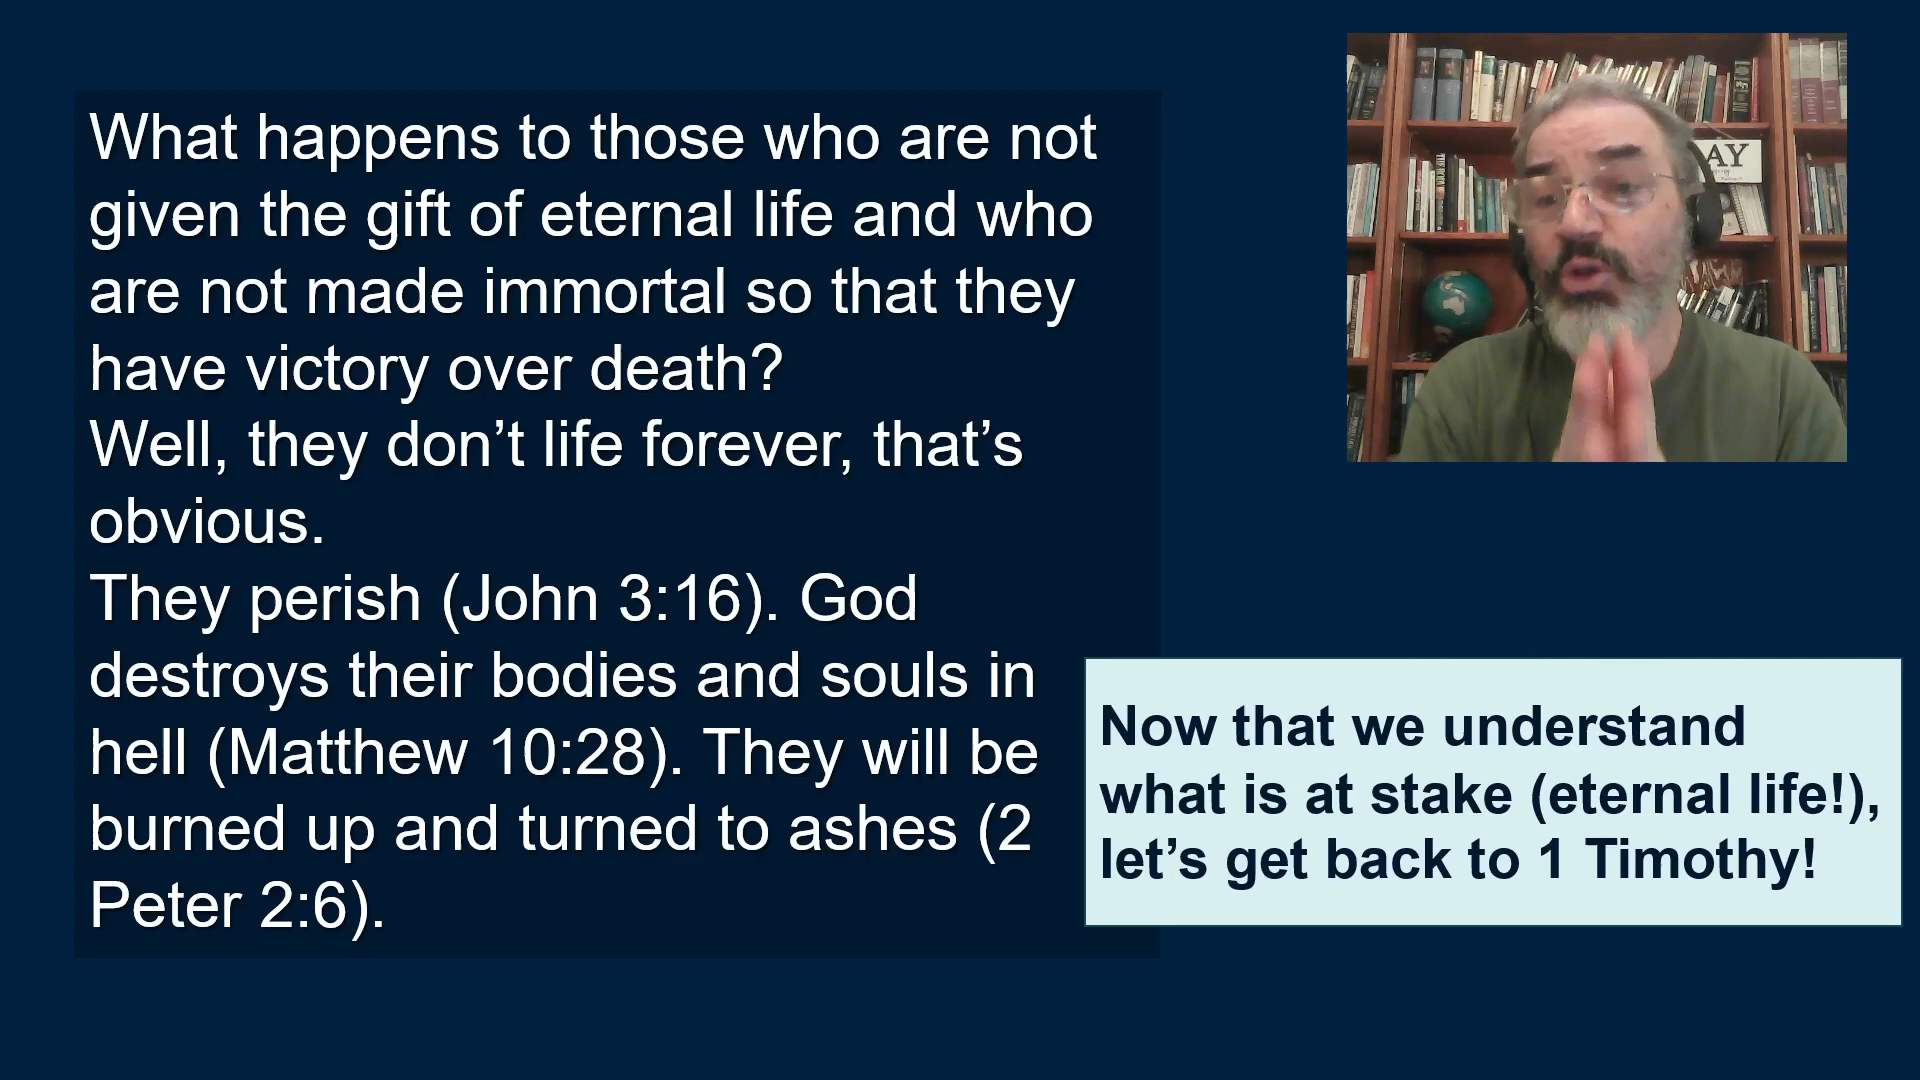 What happens to those who are not
given the gift of eternal life and who
are not made immortal so that they
have victory over death?
Well, they don’t life forever, that’s
obvious.
They perish (John 3:16). God
destroys their bodies and souls in
hell (Matthew 10:28). They will be
burned up and turned to ashes (2
Peter 2:6).
AY
Now that we understand
what is at stake (eternal life!),
let’s get back to 1 Timothy!